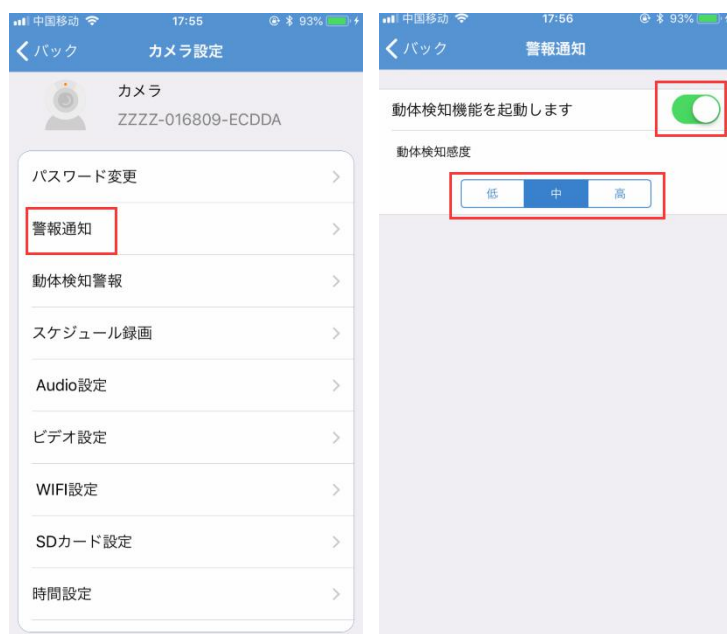 中国移动 17:55 93%
バック カメラ設定
カメラ
ZZZZ-016809-ECDDA
パスワード変更
警報通知
動体検知警報
スケジュール録画
Audio設定
ビデオ設定
WIFI設定
SDカード設定
時間設定
中国移动 17:56 93%
バック 警報通知
動体検知機能を起動します
動体検知感度
低 中 高